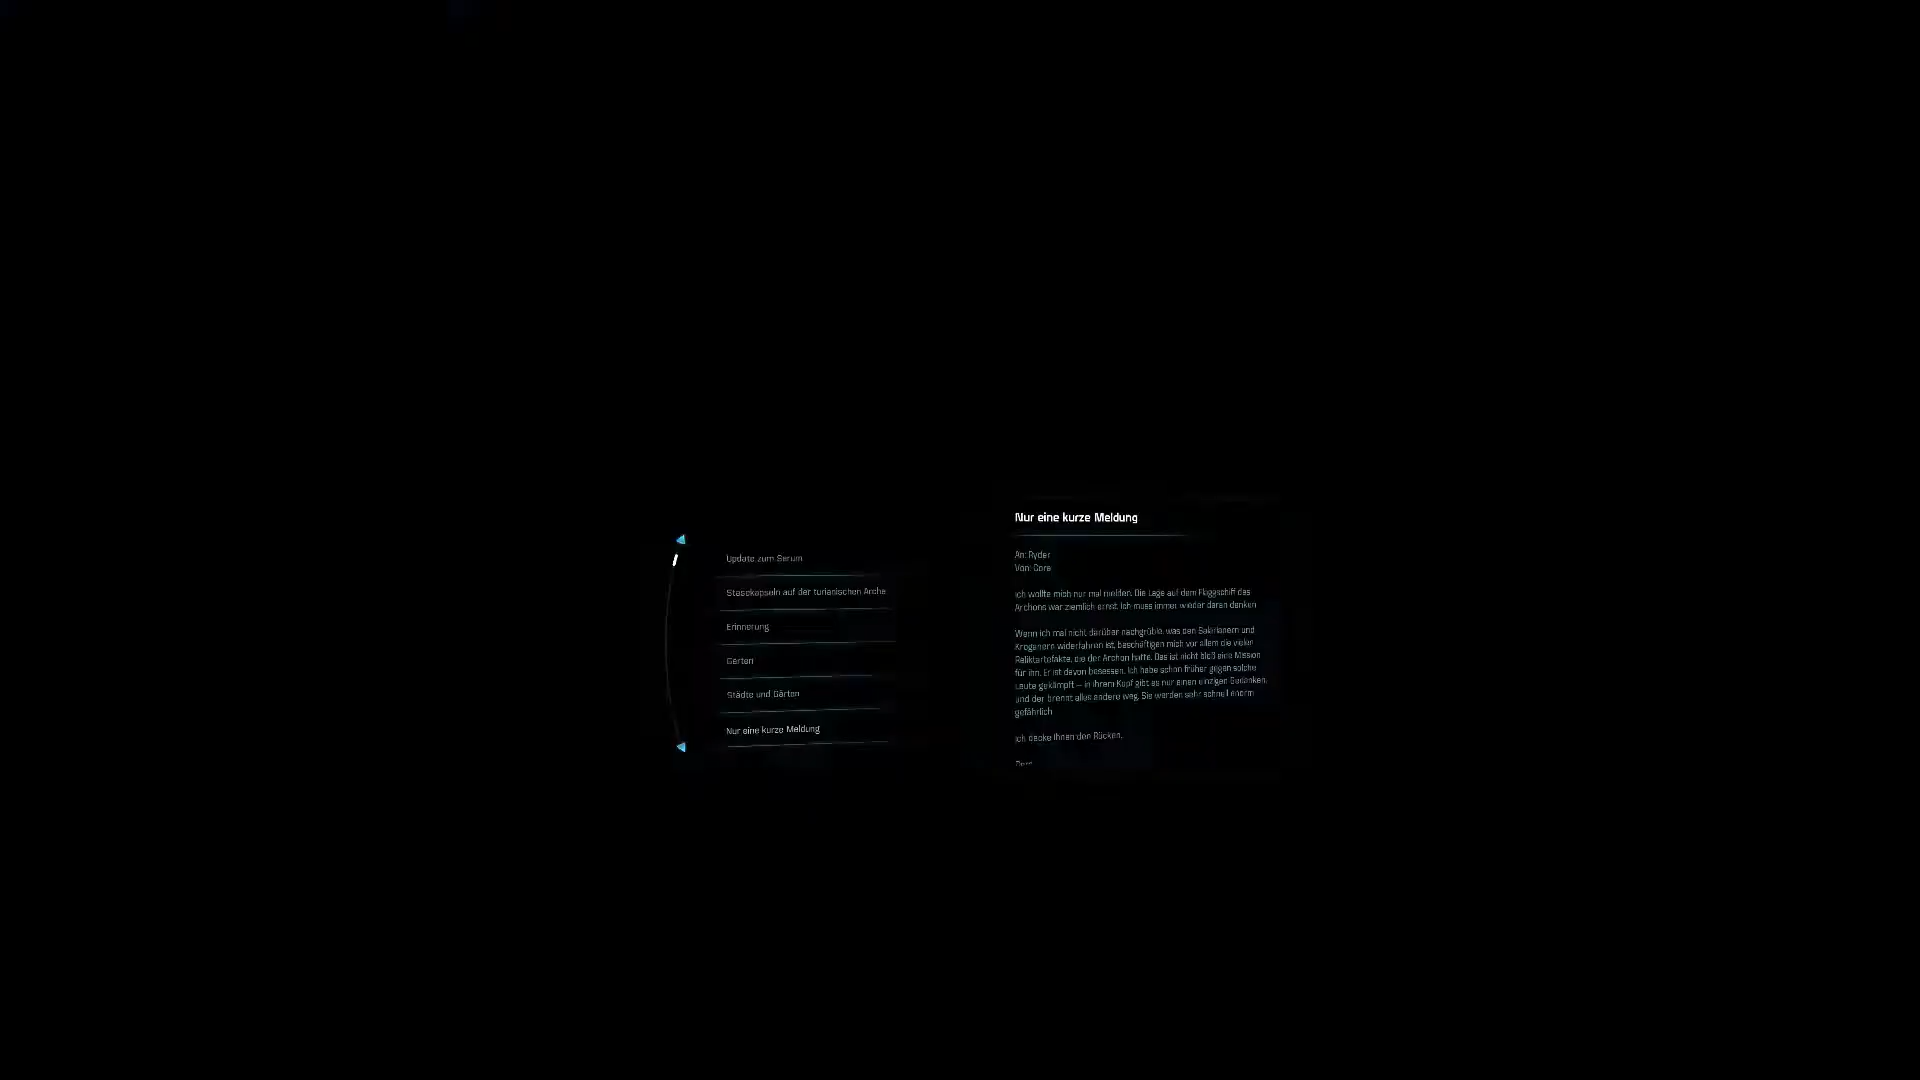 Update zum Serum
Stasekapseln auf der turianischen Arche
Erinnerung
Gärten
Städte und Gärten
Nur eine kurze Meldung
Nur eine kurze Meldung
An: Ryder
Von: Cora
Ich wollte mich nur mal melden. Die Lage auf dem Flaggschiff des
Archons war ziemlich ernst. Ich muss immer wieder daran denken
Wenn ich mal nicht darüber nachgrüble, was den Salarianern und
Kroganern widerfahren ist, beschäftigen mich vor allem die vielen
Reliktartefakte, die der Archon hatte. Das ist nicht bloß eine Mission
für ihn. Er ist davon besessen. Ich habe schon früher gegen solche
Leute gekämpft – in ihrem Kopf gibt es nur einen einzigen Gedanken,
und der brennt alles andere weg. Sie werden sehr schnell enorm
gefährlich
Ich decke Ihnen den Rücken.